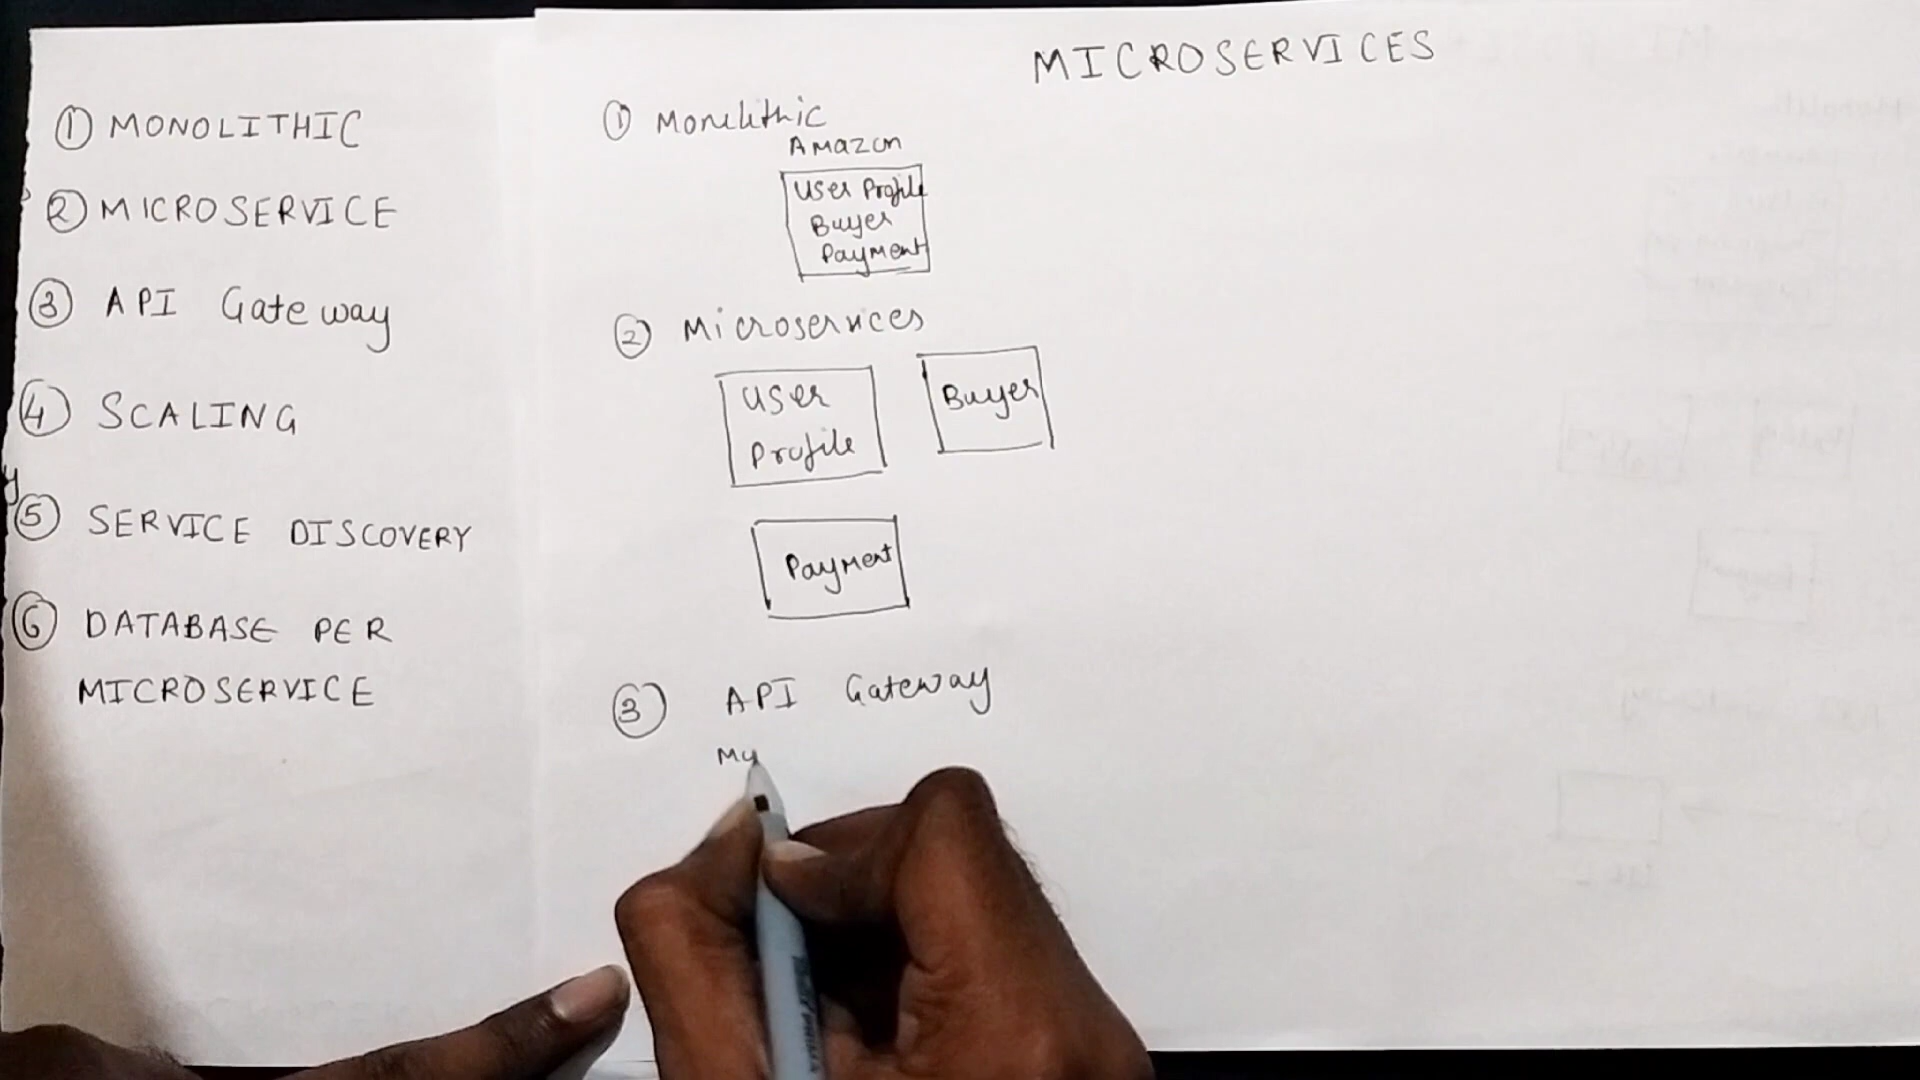 ① MONOLITHIC
② MICROSERVICE
③ API Gateway
④ SCALING
⑤ SERVICE DISCOVERY
⑥ DATABASE PER
MICROSERVICE
MICROSERVICES
① Monolithic
Amazon
User Profile
Buyer
Payment
② Microservices
User
Profile
Buyer
Payment
③ API Gateway
My